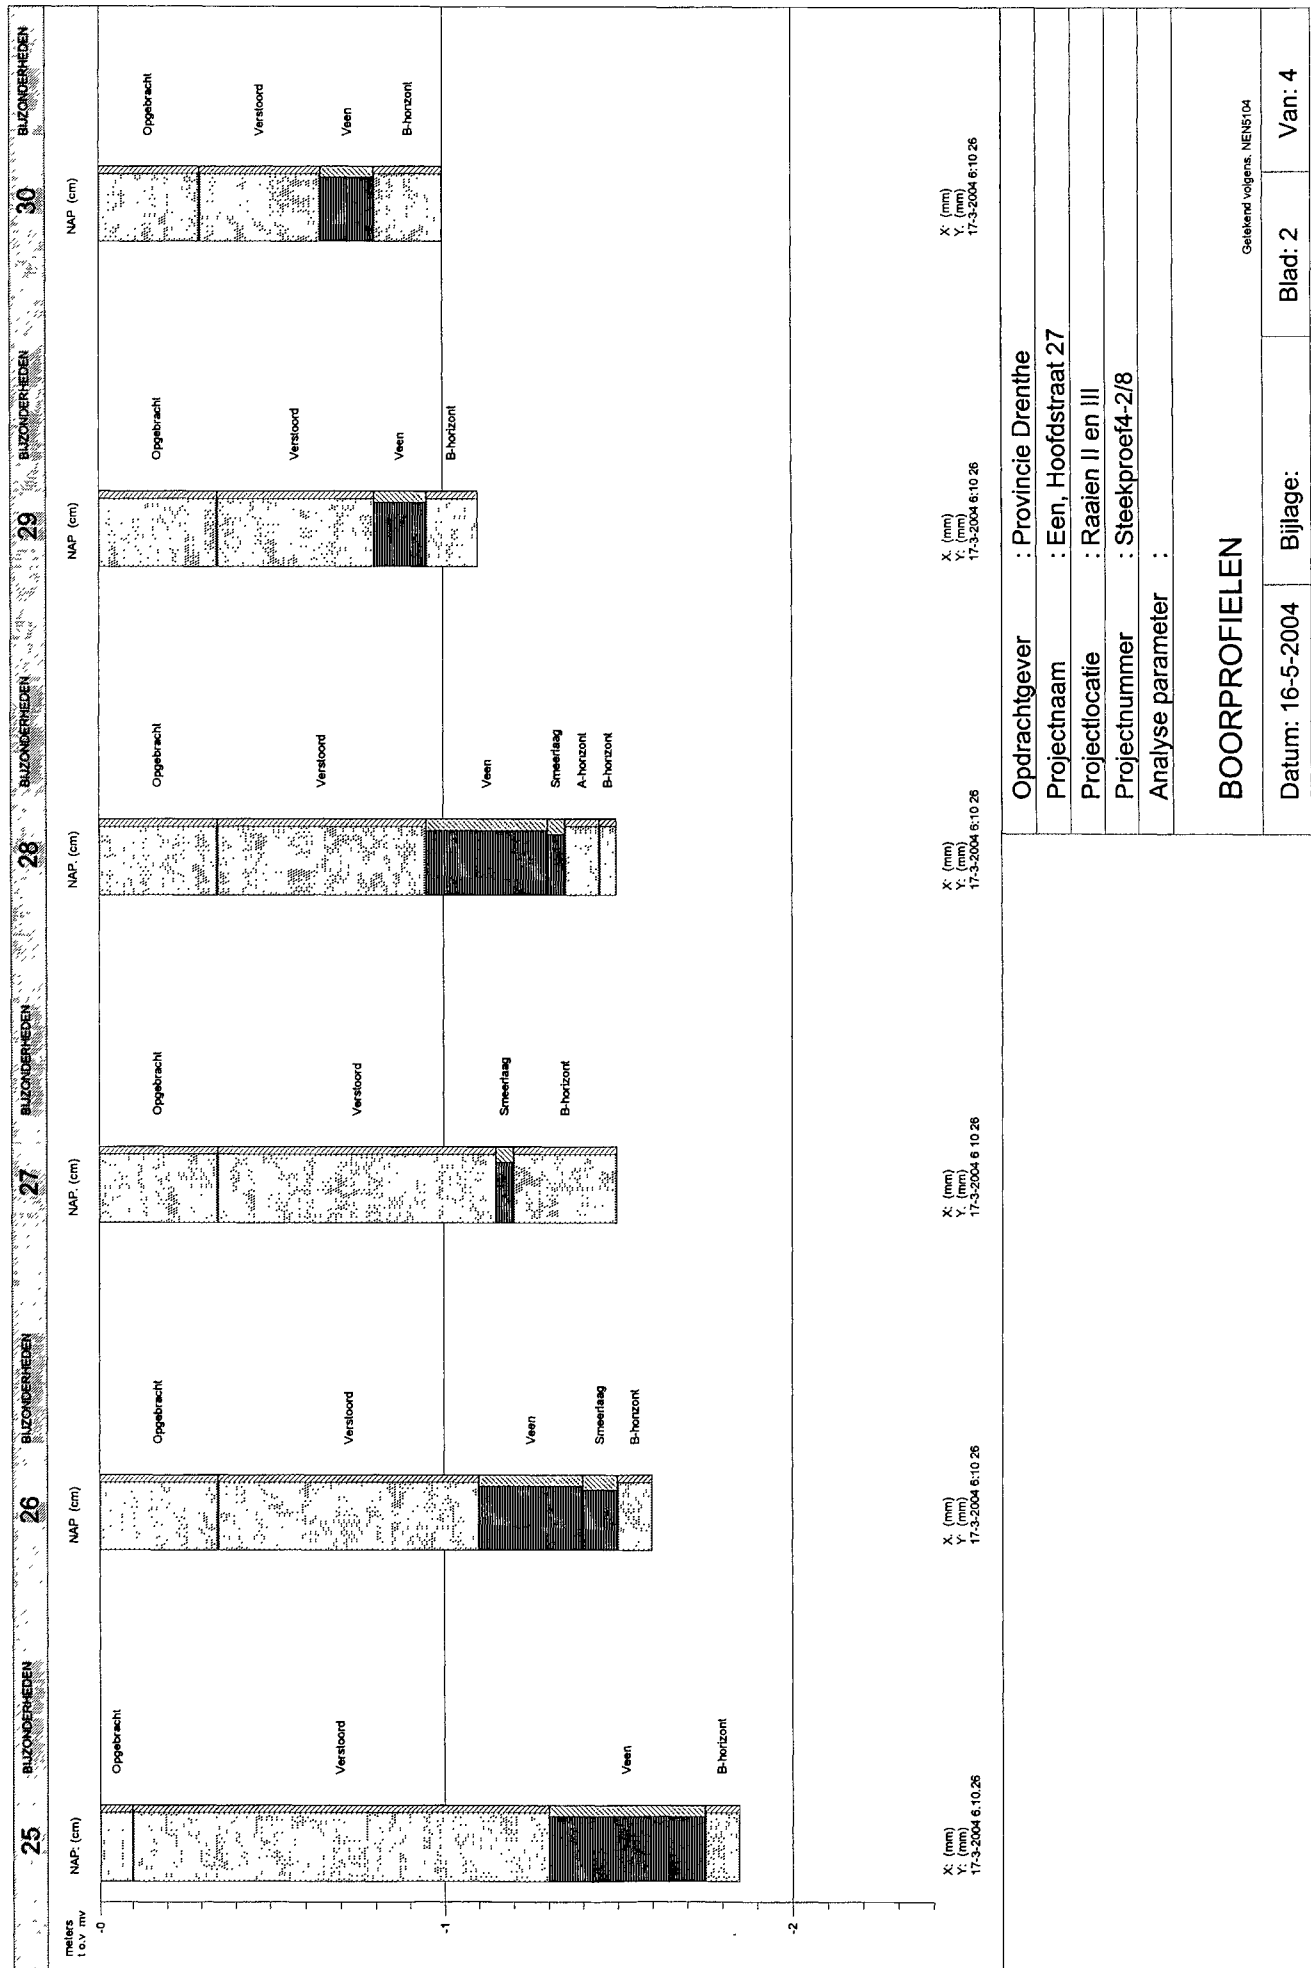 25 BIJZONDERHEDEN 26 BIJZONDERHEDEN 27 BIJZONDERHEDEN 28 BIJZONDERHEDEN 29 BIJZONDERHEDEN 30 BIJZONDERHEDEN
meters
t o.v mv
NAP: (cm)
NAP (cm)
NAP. (cm)
NAP. (cm)
NAP (cm)
NAP (cm)
-0
-1
-2
Opgebracht
Verstoord
Veen
B-horizont
Opgebracht
Verstoord
Veen
Smeerlaag
B-horizont
Opgebracht
Verstoord
Smeerlaag
B-horizont
Opgebracht
Verstoord
Veen
Smeerlaag
A-horizont
B-horizont
Opgebracht
Verstoord
Veen
B-horizont
Opgebracht
Verstoord
Veen
B-horizont
X: (mm)
Y: (mm)
17-3-2004 6.10.26
X. (mm)
Y (mm)
17-3-2004 6:10 26
X: (mm)
Y. (mm)
17-3-2004 6 10 26
X (mm)
Y: (mm)
17-3-2004 6:10 26
X. (mm)
Y: (mm)
17-3-2004 6:10 26
X: (mm)
Y. (mm)
17-3-2004 6:10 26
Opdrachtgever : Provincie Drenthe
Projectnaam : Een, Hoofdstraat 27
Projectlocatie : Raaien II en III
Projectnummer : Steekproef4-2/8
Analyse parameter :
BOORPROFIELEN
Getekend volgens. NEN5104
Datum: 16-5-2004 Bijlage: Blad: 2 Van: 4